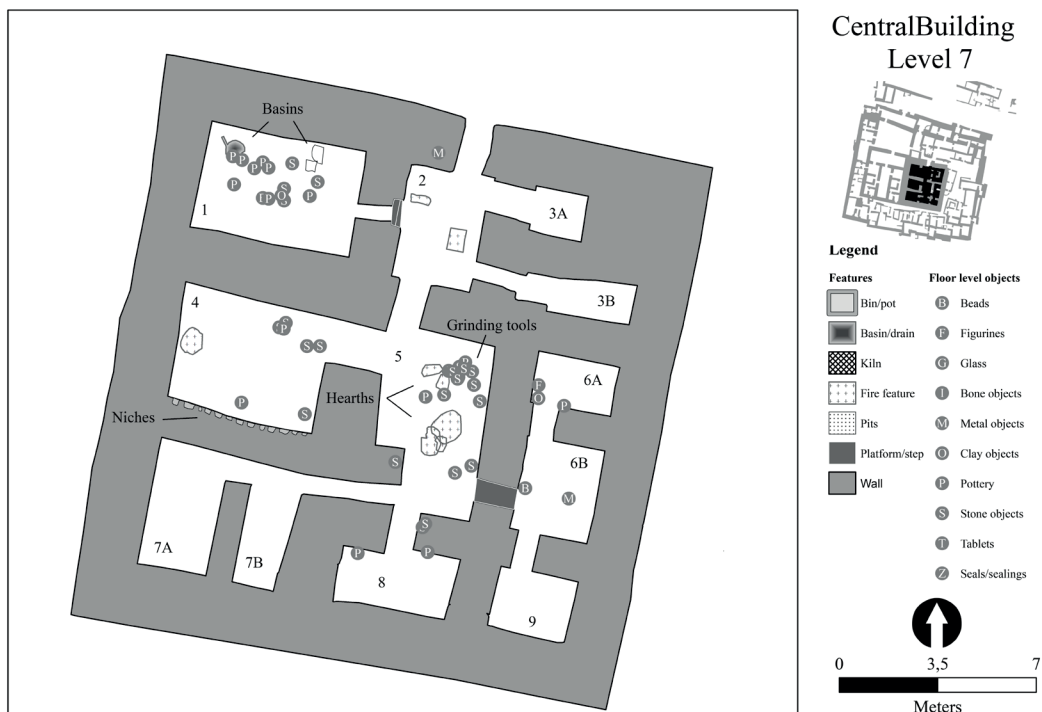 CentralBuilding
Level 7
Basins
M
P
P
P
P
P
S
P
S
S
O
P
P
1
2
3A
3B
4
S
P
S
S
Niches
P
S
5
Grinding tools
S
S
S
S
S
S
P
S
S
Hearths
S
S
S
6A
F
O
P
6B
B
M
7A
7B
S
P
P
8
9
Legend
Features
Bin/pot
Basin/drain
Kiln
Fire feature
Pits
Platform/step
Wall
Floor level objects
B Beads
F Figurines
G Glass
I Bone objects
M Metal objects
O Clay objects
P Pottery
S Stone objects
T Tablets
Z Seals/sealings
0 3,5 7
Meters